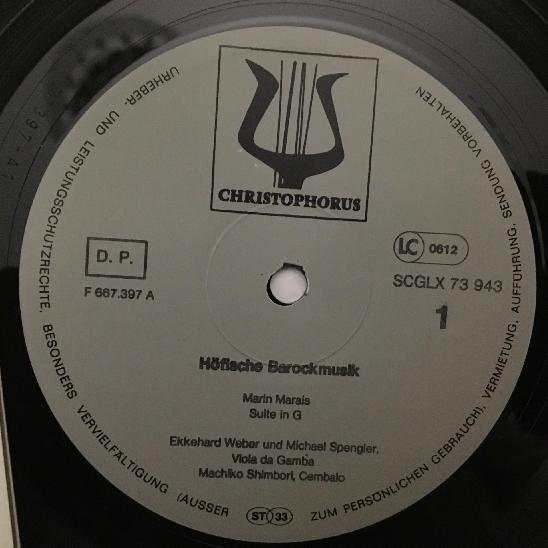 URHEBER- UND LEISTUNGSSCHUTZRECHTE, BESONDERS VERVIELFÄLTIGUNG (AUSSER ZUM PERSÖNLICHEN GEBRAUCH), VERMIETUNG, AUFFÜHRUNG, SENDUNG VORBEHALTEN
CHRISTOPHORUS
D. P.
F 667.397 A
LC 0612
SCGLX 73 943
1
Höfische Barockmusik
Marin Marais
Suite in G
Ekkehard Weber und Michael Spengler,
Viola da Gamba
Machiko Shimbori, Cembalo
ST 33